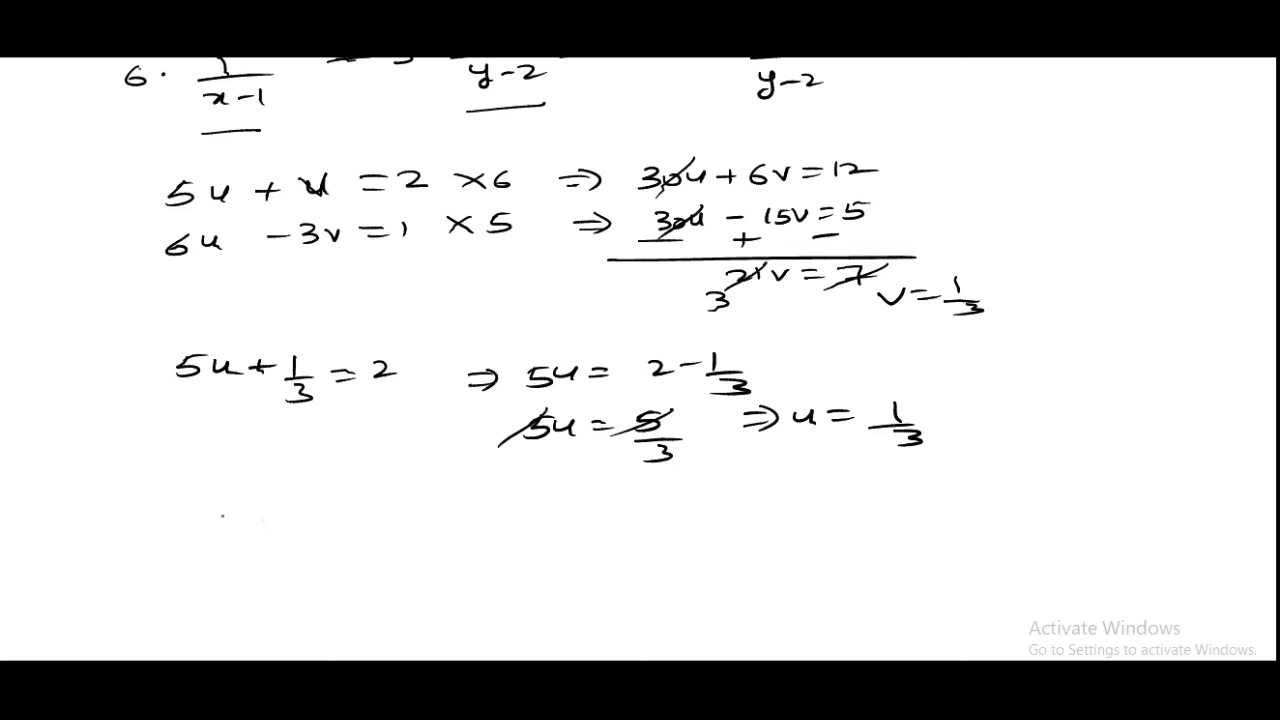 6. 1/(x-1) y-2 y-2
5u + v = 2 ×6 ⇒ 30u + 6v = 12
6u - 3v = 1 ×5 ⇒ 30u - 15v = 5
+ -
21v = 7
3 v = 1/3
5u + 1/3 = 2 ⇒ 5u = 2 - 1/3
5u = 5/3 ⇒ u = 1/3
Activate Windows
Go to Settings to activate Windows.